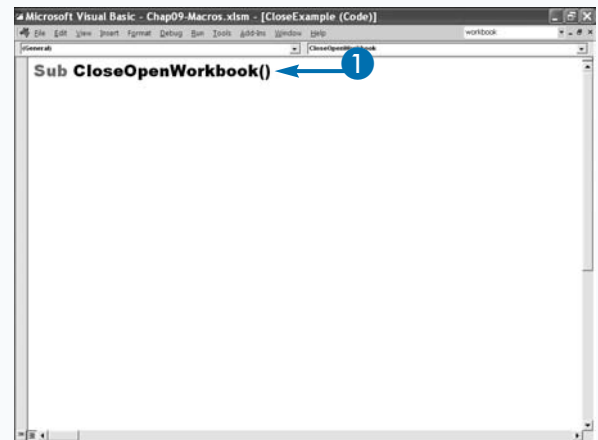 Microsoft Visual Basic - Chap09-Macros.xlsm - [CloseExample (Code)]
File Edit View Insert Format Debug Run Tools Add-Ins Window Help workbook
(General) CloseOpenWorkbook
Sub CloseOpenWorkbook() 1